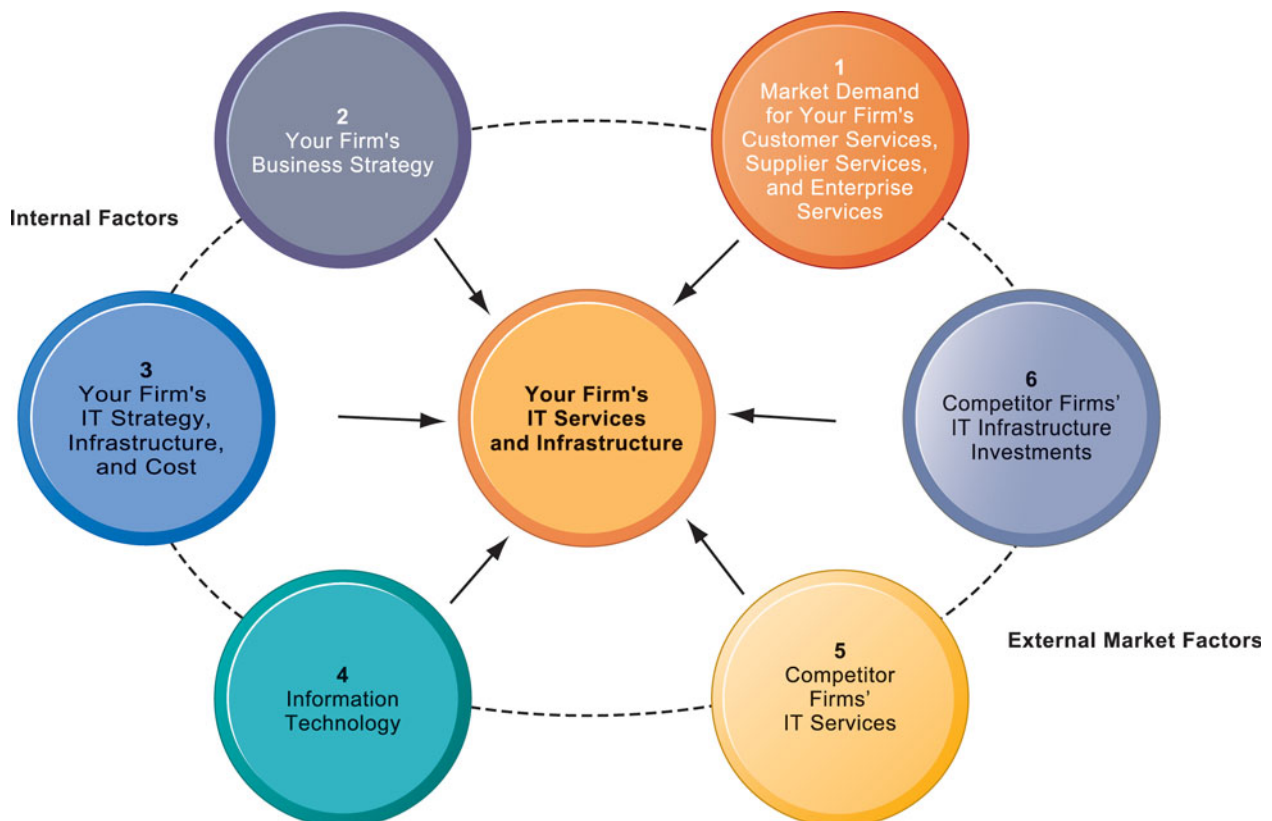 1
Market Demand
for Your Firm's
Customer Services,
Supplier Services,
and Enterprise
Services
2
Your Firm's
Business Strategy
Internal Factors
3
Your Firm's
IT Strategy,
Infrastructure,
and Cost
Your Firm's
IT Services
and Infrastructure
6
Competitor Firms’
IT Infrastructure
Investments
4
Information
Technology
5
Competitor
Firms’
IT Services
External Market Factors